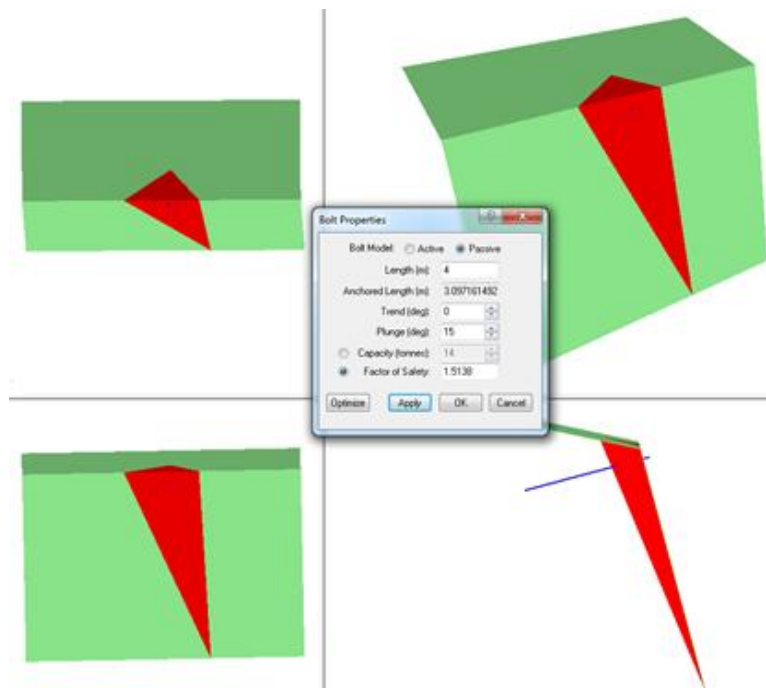 Bolt Properties
Bolt Model: Active Passive
Length (m): 4
Anchored Length (m): 3.097161492
Trend (deg): 0
Plunge (deg): 15
Capacity (tonnes): 14
Factor of Safety: 1.5138
Optimize Apply OK Cancel